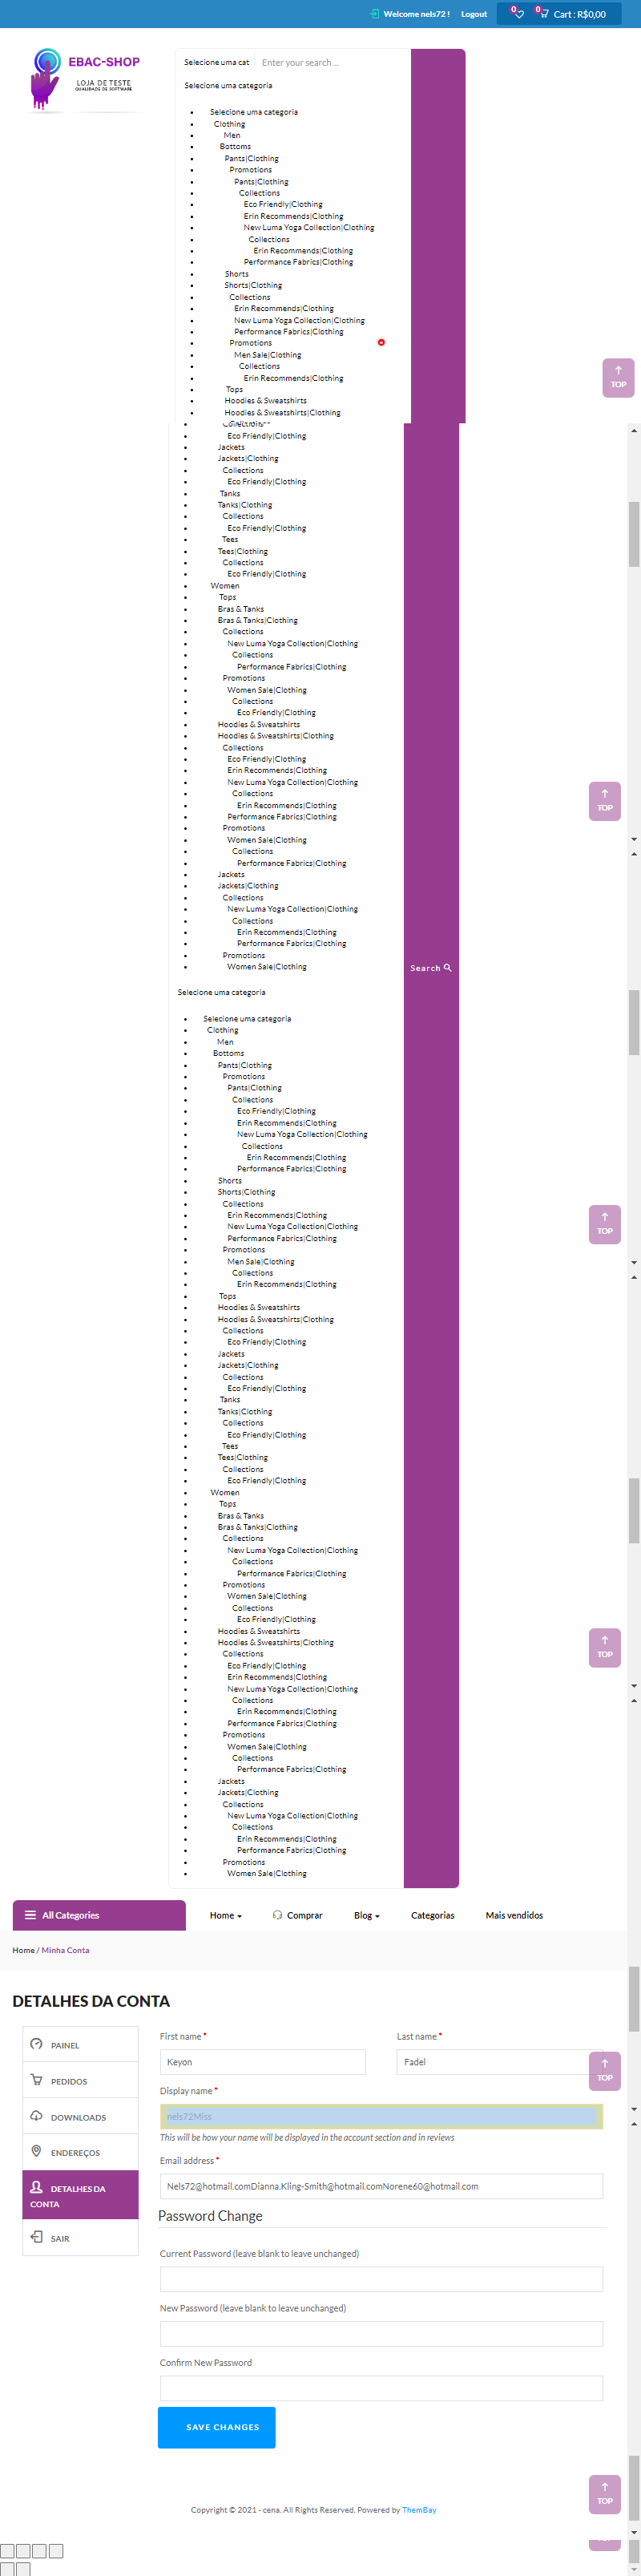 Welcome nels72 ! Logout 0 0 Cart : R$0,00
EBAC-SHOP
LOJA DE TESTE
QUALIDADE DE SOFTWARE
Selecione uma cat Enter your search ...
Selecione uma categoria
Selecione uma categoria
Clothing
Men
Bottoms
Pants|Clothing
Promotions
Pants|Clothing
Collections
Eco Friendly|Clothing
Erin Recommends|Clothing
New Luma Yoga Collection|Clothing
Collections
Erin Recommends|Clothing
Performance Fabrics|Clothing
Shorts
Shorts|Clothing
Collections
Erin Recommends|Clothing
New Luma Yoga Collection|Clothing
Performance Fabrics|Clothing
Promotions
Men Sale|Clothing
Collections
Erin Recommends|Clothing
TOP
Tops
Hoodies & Sweatshirts
Hoodies & Sweatshirts|Clothing
Collections
Eco Friendly|Clothing
Jackets
Jackets|Clothing
Collections
Eco Friendly|Clothing
Tanks
Tanks|Clothing
Collections
Eco Friendly|Clothing
Tees
Tees|Clothing
Collections
Eco Friendly|Clothing
Women
Tops
Bras & Tanks
Bras & Tanks|Clothing
Collections
New Luma Yoga Collection|Clothing
Collections
Performance Fabrics|Clothing
Promotions
Women Sale|Clothing
Collections
Eco Friendly|Clothing
Hoodies & Sweatshirts
Hoodies & Sweatshirts|Clothing
Collections
Eco Friendly|Clothing
Erin Recommends|Clothing
New Luma Yoga Collection|Clothing
Collections
Erin Recommends|Clothing
TOP
Performance Fabrics|Clothing
Promotions
Women Sale|Clothing
Collections
Performance Fabrics|Clothing
Jackets
Jackets|Clothing
Collections
New Luma Yoga Collection|Clothing
Collections
Erin Recommends|Clothing
Performance Fabrics|Clothing
Promotions
Women Sale|Clothing
Search
Selecione uma categoria
Selecione uma categoria
Clothing
Men
Bottoms
Pants|Clothing
Promotions
Pants|Clothing
Collections
Eco Friendly|Clothing
Erin Recommends|Clothing
New Luma Yoga Collection|Clothing
Collections
Erin Recommends|Clothing
Performance Fabrics|Clothing
Shorts
Shorts|Clothing
Collections
Erin Recommends|Clothing
New Luma Yoga Collection|Clothing
TOP
Performance Fabrics|Clothing
Promotions
Men Sale|Clothing
Collections
Erin Recommends|Clothing
Tops
Hoodies & Sweatshirts
Hoodies & Sweatshirts|Clothing
Collections
Eco Friendly|Clothing
Jackets
Jackets|Clothing
Collections
Eco Friendly|Clothing
Tanks
Tanks|Clothing
Collections
Eco Friendly|Clothing
Tees
Tees|Clothing
Collections
Eco Friendly|Clothing
Women
Tops
Bras & Tanks
Bras & Tanks|Clothing
Collections
New Luma Yoga Collection|Clothing
Collections
Performance Fabrics|Clothing
Promotions
Women Sale|Clothing
Collections
Eco Friendly|Clothing
Hoodies & Sweatshirts
Hoodies & Sweatshirts|Clothing
Collections
TOP
Eco Friendly|Clothing
Erin Recommends|Clothing
New Luma Yoga Collection|Clothing
Collections
Erin Recommends|Clothing
Performance Fabrics|Clothing
Promotions
Women Sale|Clothing
Collections
Performance Fabrics|Clothing
Jackets
Jackets|Clothing
Collections
New Luma Yoga Collection|Clothing
Collections
Erin Recommends|Clothing
Performance Fabrics|Clothing
Promotions
Women Sale|Clothing
All Categories Home Comprar Blog Categorias Mais vendidos
Home / Minha Conta
DETALHES DA CONTA
PAINEL
PEDIDOS
DOWNLOADS
ENDEREÇOS
DETALHES DA
CONTA
SAIR
First name * Last name *
Keyon Fadel
TOP
Display name *
nels72Miss
This will be how your name will be displayed in the account section and in reviews
Email address *
Nels72@hotmail.comDianna.Kling-Smith@hotmail.comNorene60@hotmail.com
Password Change
Current Password (leave blank to leave unchanged)
New Password (leave blank to leave unchanged)
Confirm New Password
SAVE CHANGES
TOP
Copyright © 2021 - cena. All Rights Reserved. Powered by ThemBay